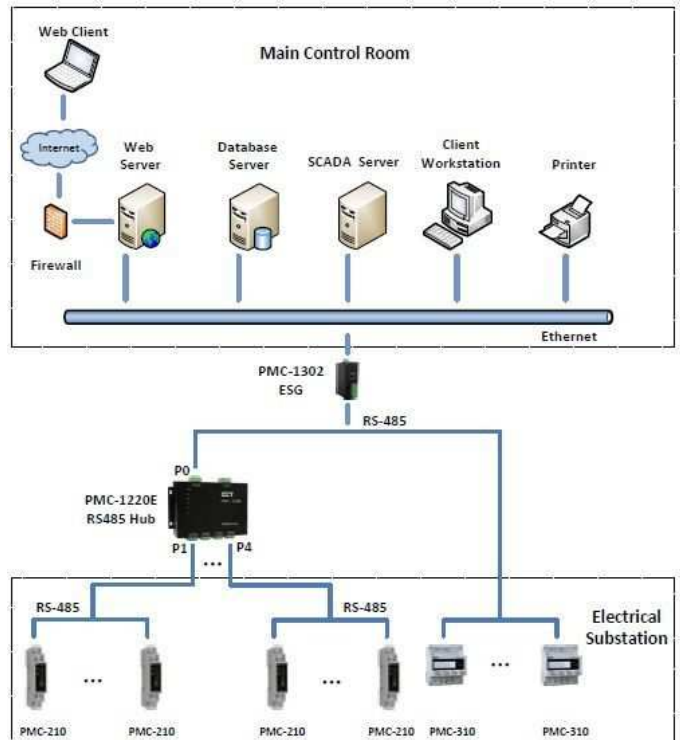 Web Client
Main Control Room
Internet
Web
Server
Database
Server
SCADA Server
Client
Workstation
Printer
Firewall
Ethernet
PMC-1302
ESG
RS-485
P0
PMC-1220E
RS485 Hub
P1
...
P4
RS-485
RS-485
Electrical
Substation
...
...
...
PMC-210
PMC-210
PMC-210
PMC-210
PMC-310
PMC-310